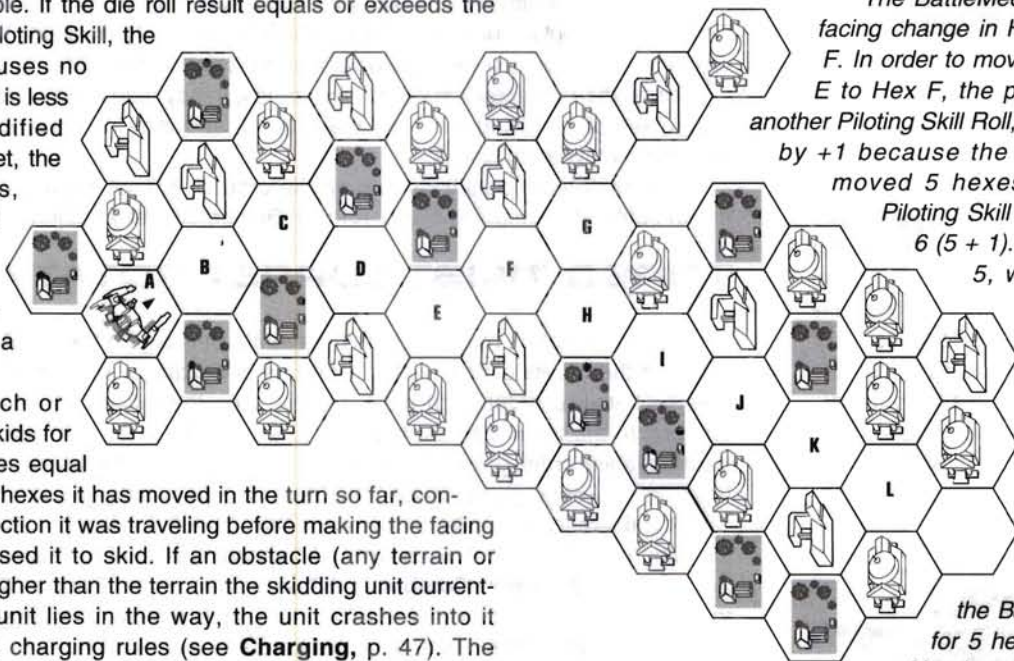 ple. If the die roll result equals or exceeds the
loting Skill, the
uses no
is less
dified
et, the
s,
a
ch or
kids for
es equal
hexes it has moved in the turn so far, con-
ction it was traveling before making the facing
sed it to skid. If an obstacle (any terrain or
gher than the terrain the skidding unit current-
unit lies in the way, the unit crashes into it
charging rules (see Charging, p. 47). The
A
B
C
D
E
F
G
H
I
J
K
L
The BattleMec
facing change in H
F. In order to mov
E to Hex F, the p
another Piloting Skill Roll,
by +1 because the
moved 5 hexes
Piloting Skill
6 (5 + 1).
5, w
the Ba
for 5 he